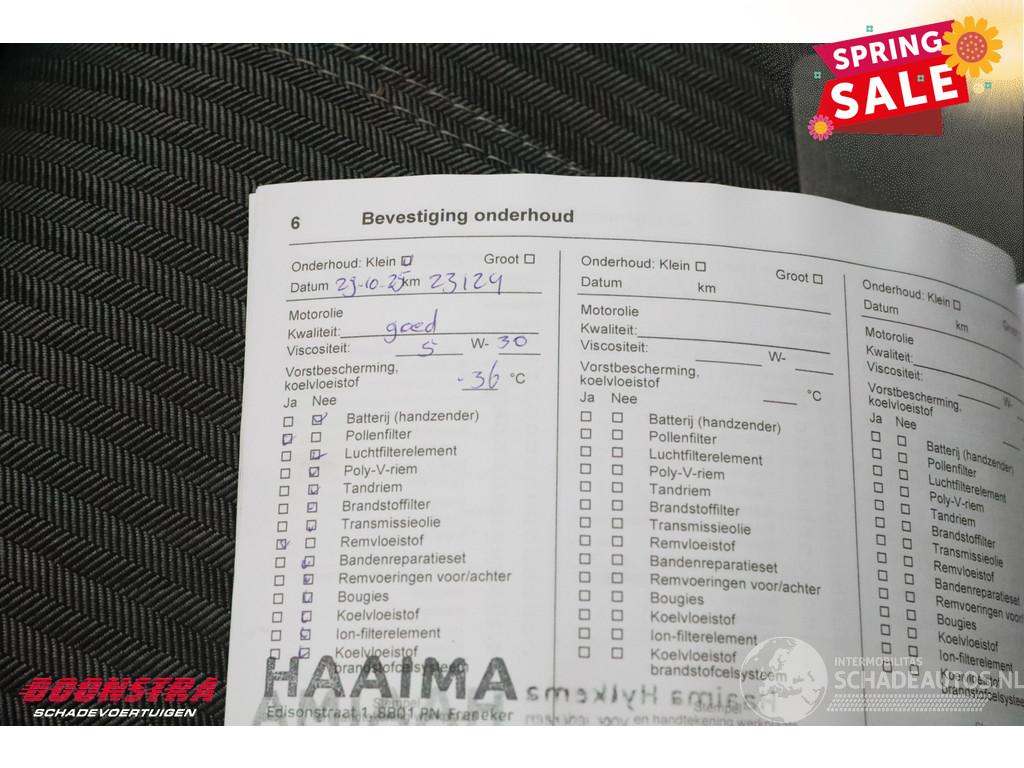 SPRING
SALE
6 Bevestiging onderhoud
Onderhoud: Klein Groot
Datum 23-10-25 km 23124
Motorolie
Kwaliteit: goed
Viscositeit: 5 W- 30
Vorstbescherming,
koelvloeistof -36 °C
Ja Nee
Batterij (handzender)
Pollenfilter
Luchtfilterelement
Poly-V-riem
Tandriem
Brandstoffilter
Transmissieolie
Remvloeistof
Bandenreparatieset
Remvoeringen voor/achter
Bougies
Koelvloeistof
Ion-filterelement
Koelvloeistof
brandstofcelsysteem
HAAIMA
Stempel
Edisonstraat 1, 8801 PN Franeker
Onderhoud: Klein Groot
Datum km
Motorolie
Kwaliteit:
Viscositeit: W-
Vorstbescherming,
koelvloeistof °C
Ja Nee
Batterij (handzender)
Pollenfilter
Luchtfilterelement
Poly-V-riem
Tandriem
Brandstoffilter
Transmissieolie
Remvloeistof
Bandenreparatieset
Remvoeringen voor/achter
Bougies
Koelvloeistof
Ion-filterelement
Koelvloeistof
brandstofcelsysteem
Onderhoud: Klein
Datum km
Motorolie
Kwaliteit:
Viscositeit: W-
Vorstbescherming,
koelvloeistof
Ja Nee
Batterij (handzender)
Pollenfilter
Luchtfilterelement
Poly-V-riem
Tandriem
Brandstoffilter
Transmissieolie
Remvloeistof
Bandenreparatieset
Remvoeringen voor
Bougies
Koelvloeistof
Ion-filterelement
brandstofcelsysteem
BOONSTRA
SCHADEVOERTUIGEN
INTERMOBILITAS
SCHADEAUTOS.NL